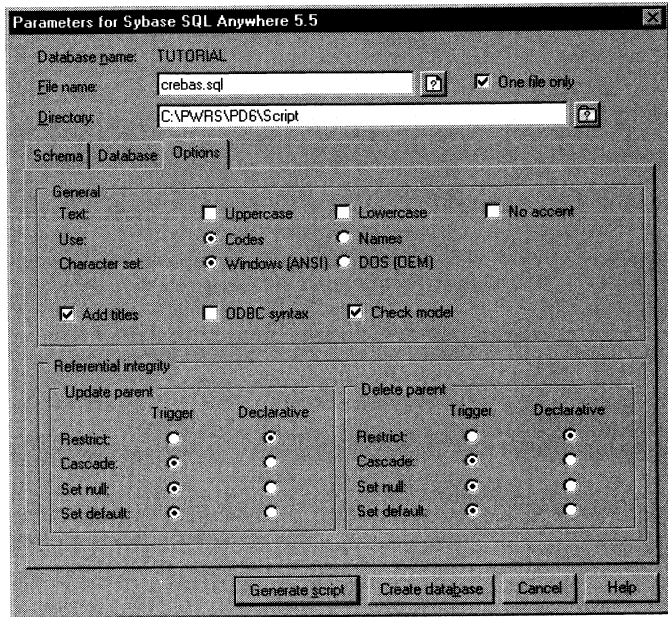 Parameters for Sybase SQL Anywhere 5.5
Database name: TUTORIAL
File name: crebas.sql One file only
Directory: C:\PWRS\PD6\Script
Schema Database Options
General
Text: Uppercase Lowercase No accent
Use: Codes Names
Character set: Windows (ANSI) DOS (OEM)
Add titles ODBC syntax Check model
Referential integrity
Update parent Delete parent
Trigger Declarative Trigger Declarative
Restrict: Restrict:
Cascade: Cascade:
Set null: Set null:
Set default: Set default:
Generate script Create database Cancel Help